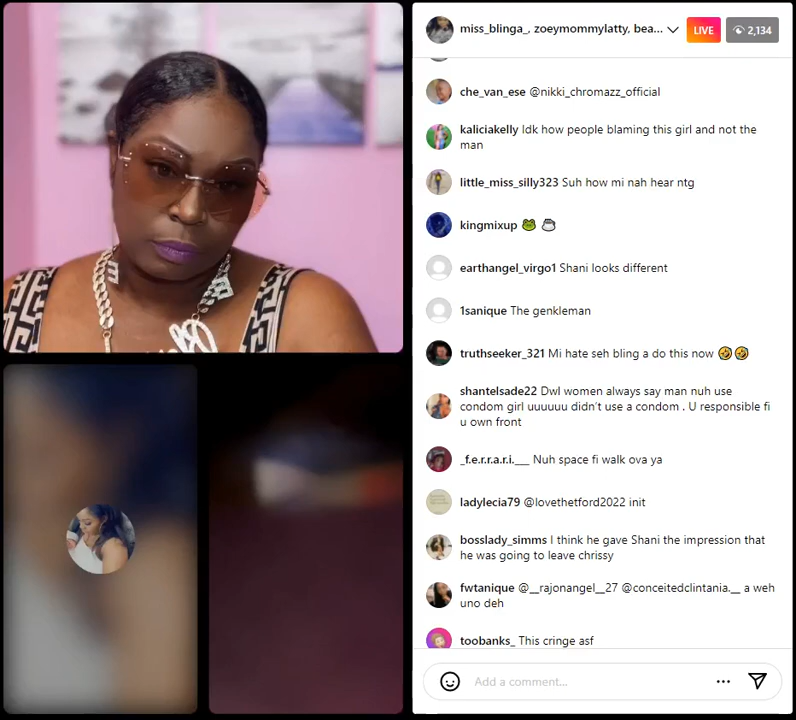 miss_blinga_, zoeymommylatty, bea...
LIVE
2,134
che_van_ese @nikki_chromazz_official
kaliciakelly Idk how people blaming this girl and not the
man
little_miss_silly323 Suh how mi nah hear ntg
kingmixup 🐸 ☃️
earthangel_virgo1 Shani looks different
1sanique The genkleman
truthseeker_321 Mi hate seh bling a do this now 🤣🤣
shantelsade22 Dwl women always say man nuh use
condom girl uuuuuu didn’t use a condom . U responsible fi
u own front
_f.e.r.r.a.r.i.___ Nuh space fi walk ova ya
ladylecia79 @lovethetford2022 init
bosslady_simms I think he gave Shani the impression that
he was going to leave chrissy
fwtanique @__rajonangel__27 @conceitedclintania.__ a weh
uno deh
toobanks_ This cringe asf
Add a comment...